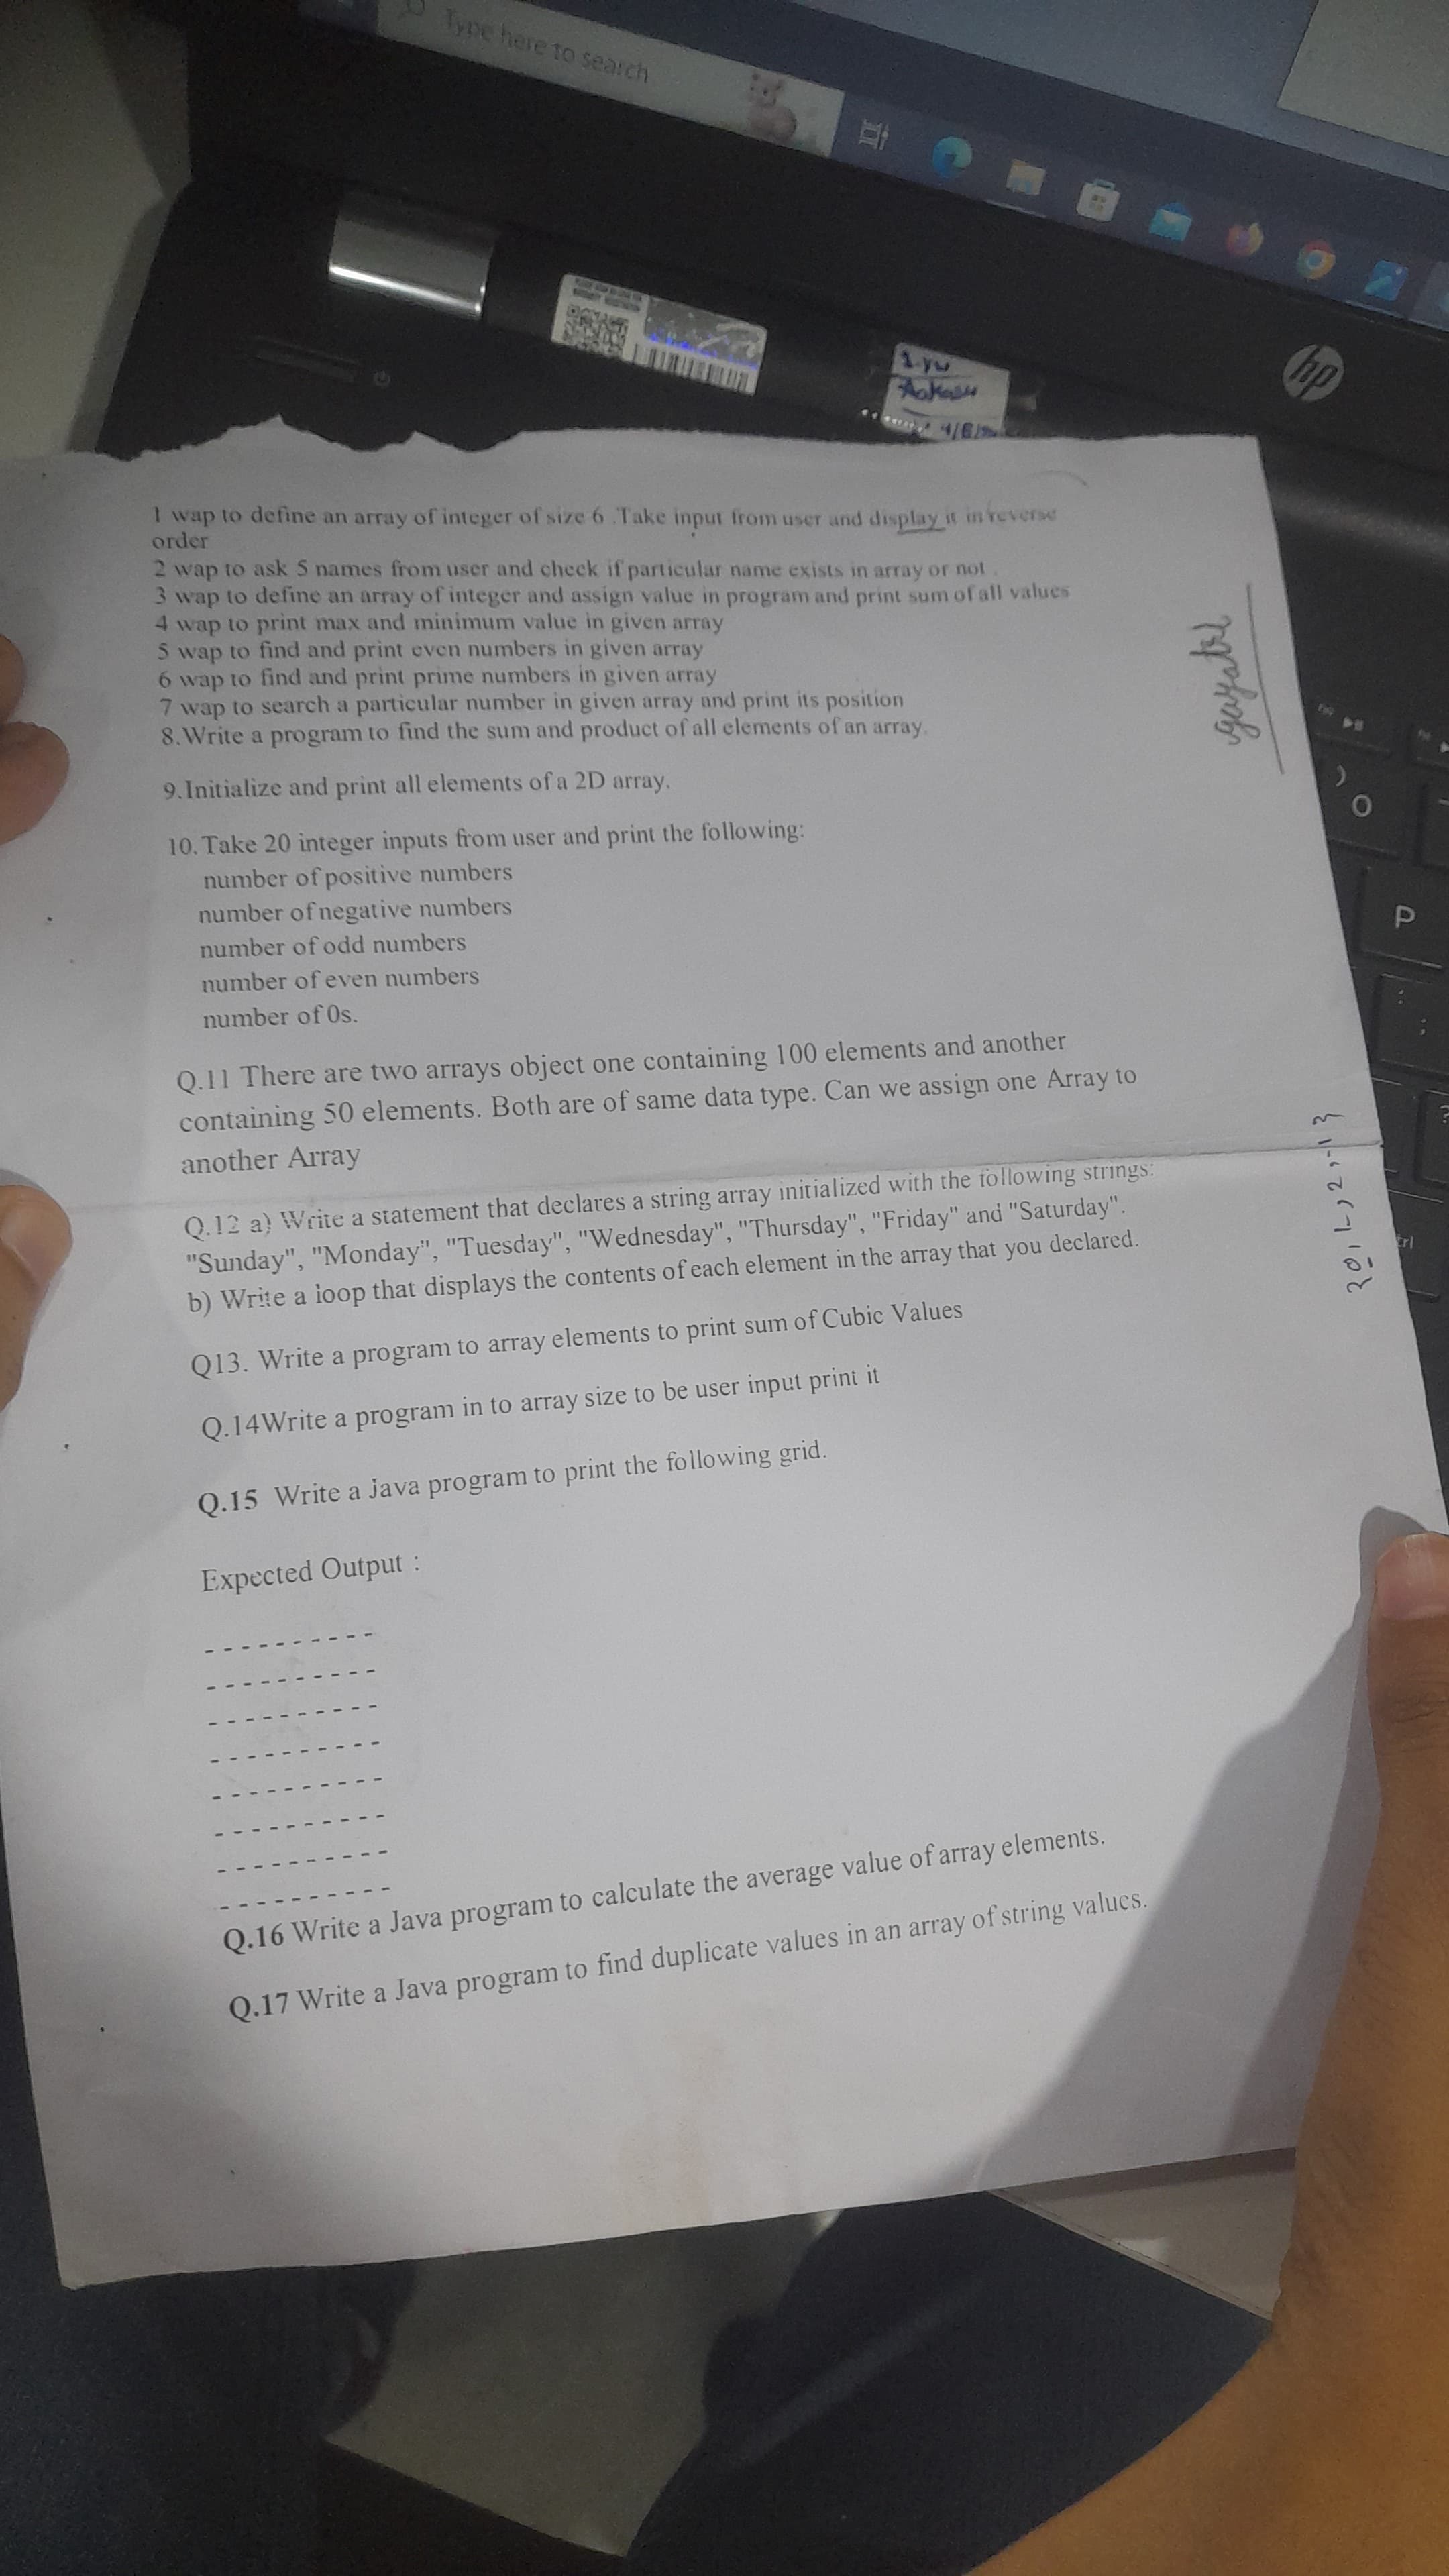 Type here to search
hp
1 wap to define an array of integer of size 6 .Take input from user and display it in reverse
order
2 wap to ask 5 names from user and check if particular name exists in array or not .
3 wap to define an array of integer and assign value in program and print sum of all values
4 wap to print max and minimum value in given array
5 wap to find and print even numbers in given array
6 wap to find and print prime numbers in given array
7 wap to search a particular number in given array and print its position
8.Write a program to find the sum and product of all elements of an array.
9.Initialize and print all elements of a 2D array.
10. Take 20 integer inputs from user and print the following:
number of positive numbers
number of negative numbers
number of odd numbers
number of even numbers
number of 0s.
Q.11 There are two arrays object one containing 100 elements and another
containing 50 elements. Both are of same data type. Can we assign one Array to
another Array
Q.12 a) Write a statement that declares a string array initialized with the following strings:
"Sunday", "Monday", "Tuesday", "Wednesday", "Thursday", "Friday" and "Saturday".
b) Write a loop that displays the contents of each element in the array that you declared.
Q13. Write a program to array elements to print sum of Cubic Values
Q.14Write a program in to array size to be user input print it
Q.15 Write a Java program to print the following grid.
Expected Output :
- - - - - - - - - -
- - - - - - - - - -
- - - - - - - - - -
- - - - - - - - - -
- - - - - - - - - -
- - - - - - - - - -
- - - - - - - - - -
- - - - - - - - - -
Q.16 Write a Java program to calculate the average value of array elements.
Q.17 Write a Java program to find duplicate values in an array of string values.
gayatri
O
P